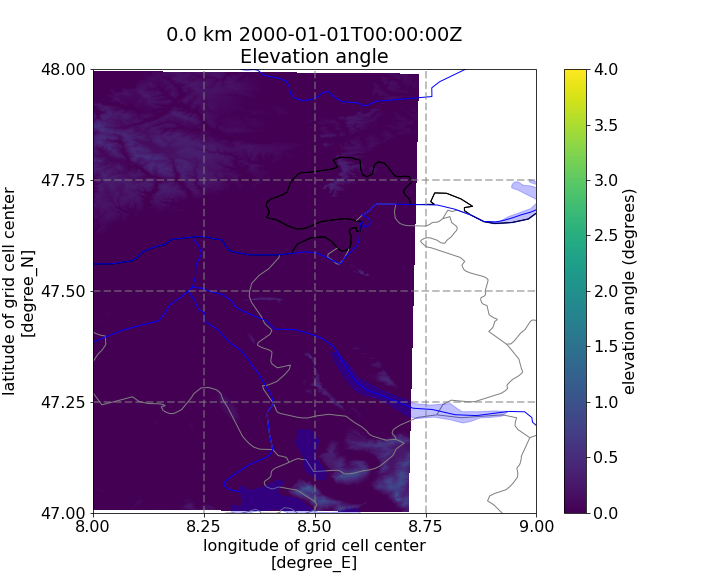 0.0 km 2000-01-01T00:00:00Z
Elevation angle
48.00
47.75
47.50
47.25
47.00
8.00
8.25
8.50
8.75
9.00
latitude of grid cell center
[degree_N]
longitude of grid cell center
[degree_E]
4.0
3.5
3.0
2.5
2.0
1.5
1.0
0.5
0.0
elevation angle (degrees)